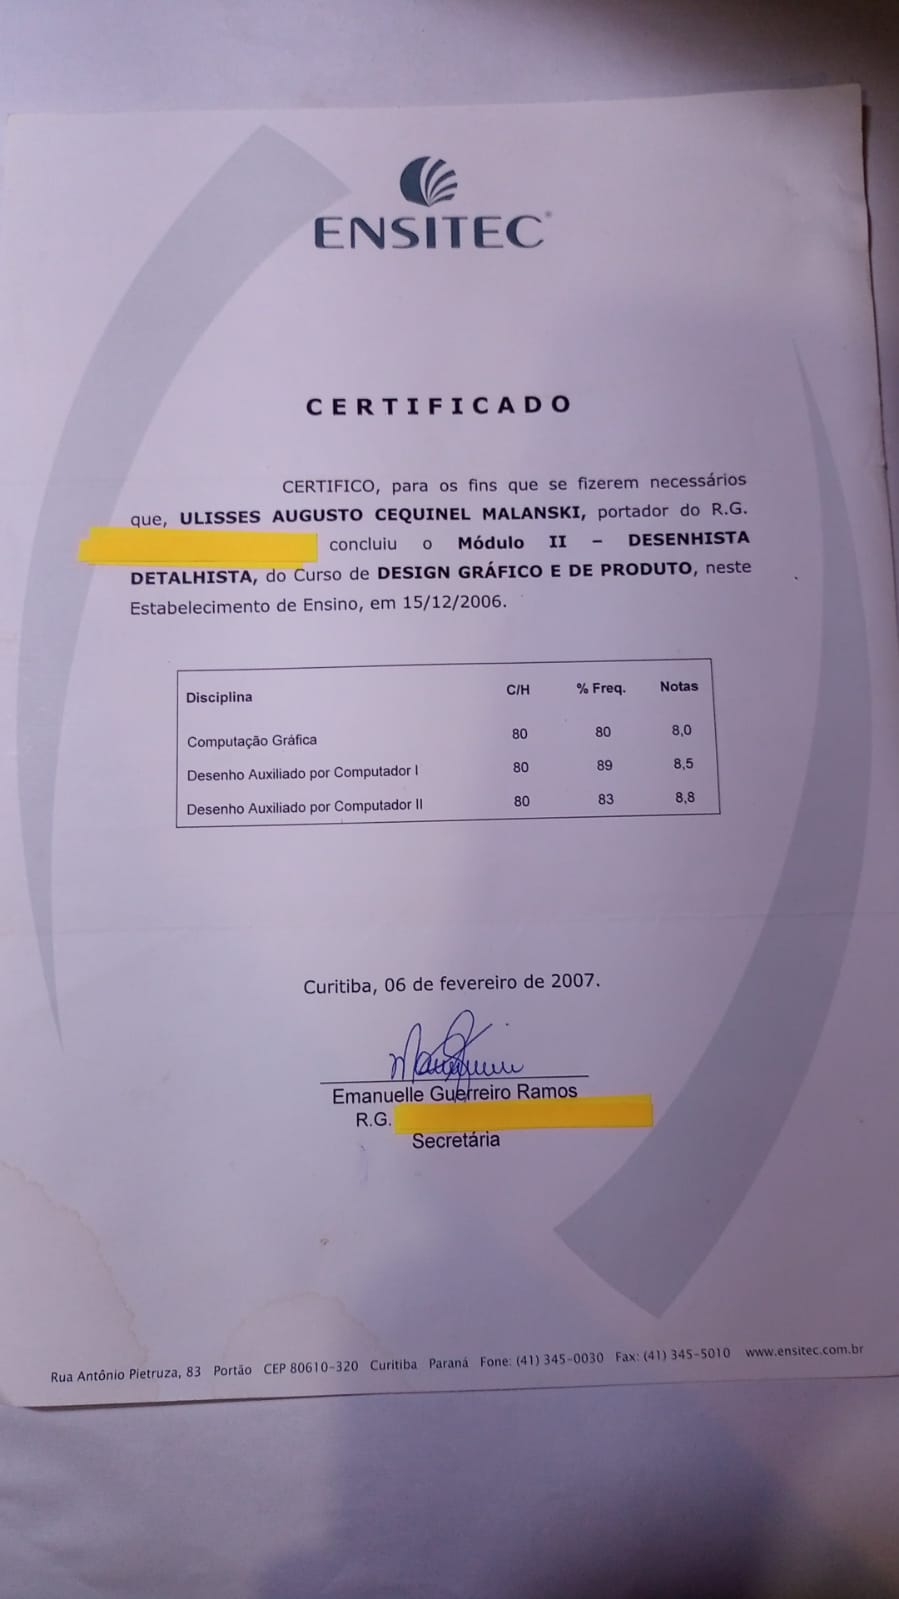 ENSITEC®
CERTIFICADO
CERTIFICO, para os fins que se fizerem necessários
que, ULISSES AUGUSTO CEQUINEL MALANSKI, portador do R.G.
concluiu o Módulo II – DESENHISTA
DETALHISTA, do Curso de DESIGN GRÁFICO E DE PRODUTO, neste
Estabelecimento de Ensino, em 15/12/2006.
Disciplina C/H % Freq. Notas
Computação Gráfica 80 80 8,0
Desenho Auxiliado por Computador I 80 89 8,5
Desenho Auxiliado por Computador II 80 83 8,8
Curitiba, 06 de fevereiro de 2007.
Emanuelle Guerreiro Ramos
R.G.
Secretária
Rua Antônio Pietruza, 83 Portão CEP 80610-320 Curitiba Paraná Fone: (41) 345-0030 Fax: (41) 345-5010 www.ensitec.com.br